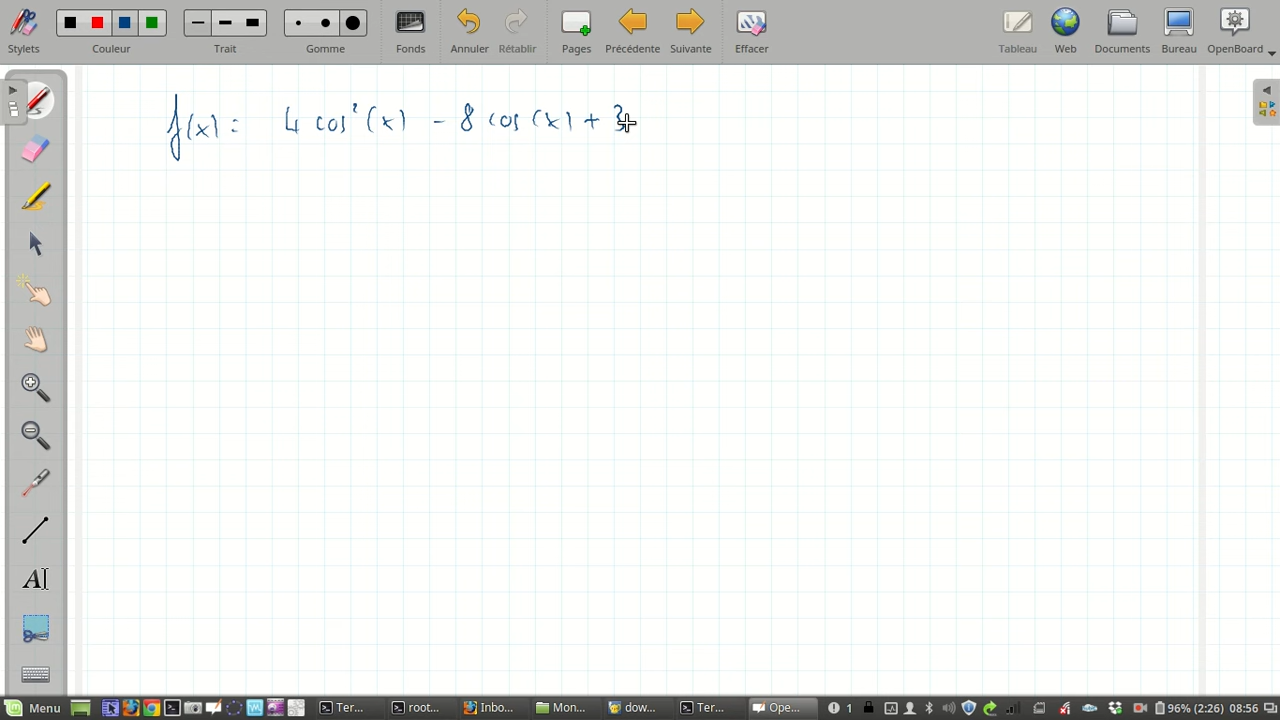 Stylets Couleur Trait Gomme Fonds Annuler Rétablir Pages Précédente Suivante Effacer Tableau Web Documents Bureau OpenBoard
f(x) = 4 cos²(x) - 8 cos(x) + 3
A
Menu Ter... root... Inbo... Mon... dow... Ter... Ope... 1 96% (2:26) 08:56